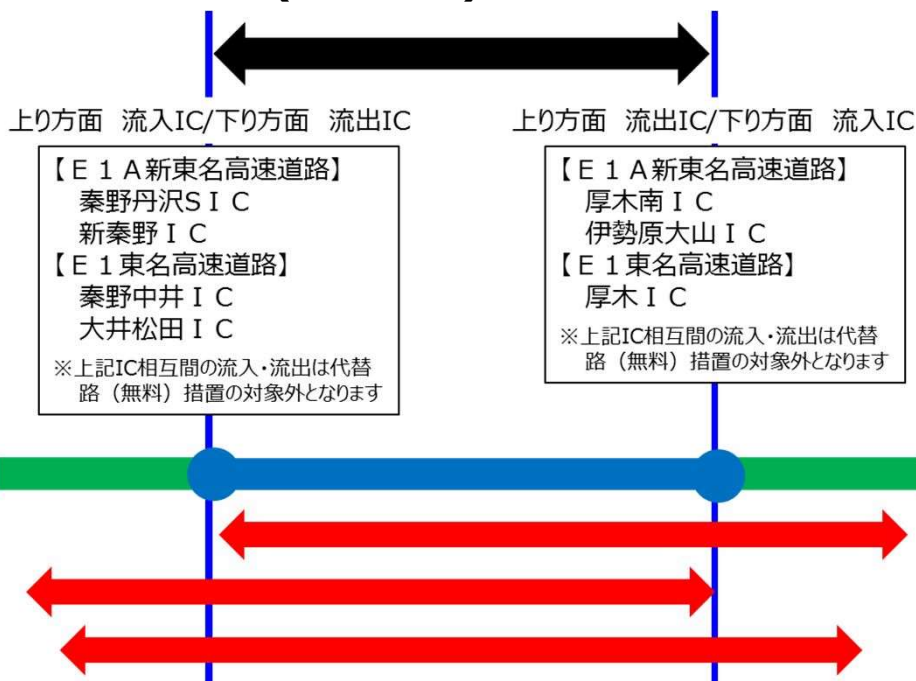 上り方面 流入IC/下り方面 流出IC
【Ｅ１Ａ新東名高速道路】
秦野丹沢SＩＣ
新秦野ＩＣ
【Ｅ１東名高速道路】
秦野中井ＩＣ
大井松田ＩＣ
※上記IC相互間の流入・流出は代替
路（無料）措置の対象外となります
上り方面 流出IC/下り方面 流入IC
【Ｅ１Ａ新東名高速道路】
厚木南ＩＣ
伊勢原大山ＩＣ
【Ｅ１東名高速道路】
厚木ＩＣ
※上記IC相互間の流入・流出は代替
路（無料）措置の対象外となります